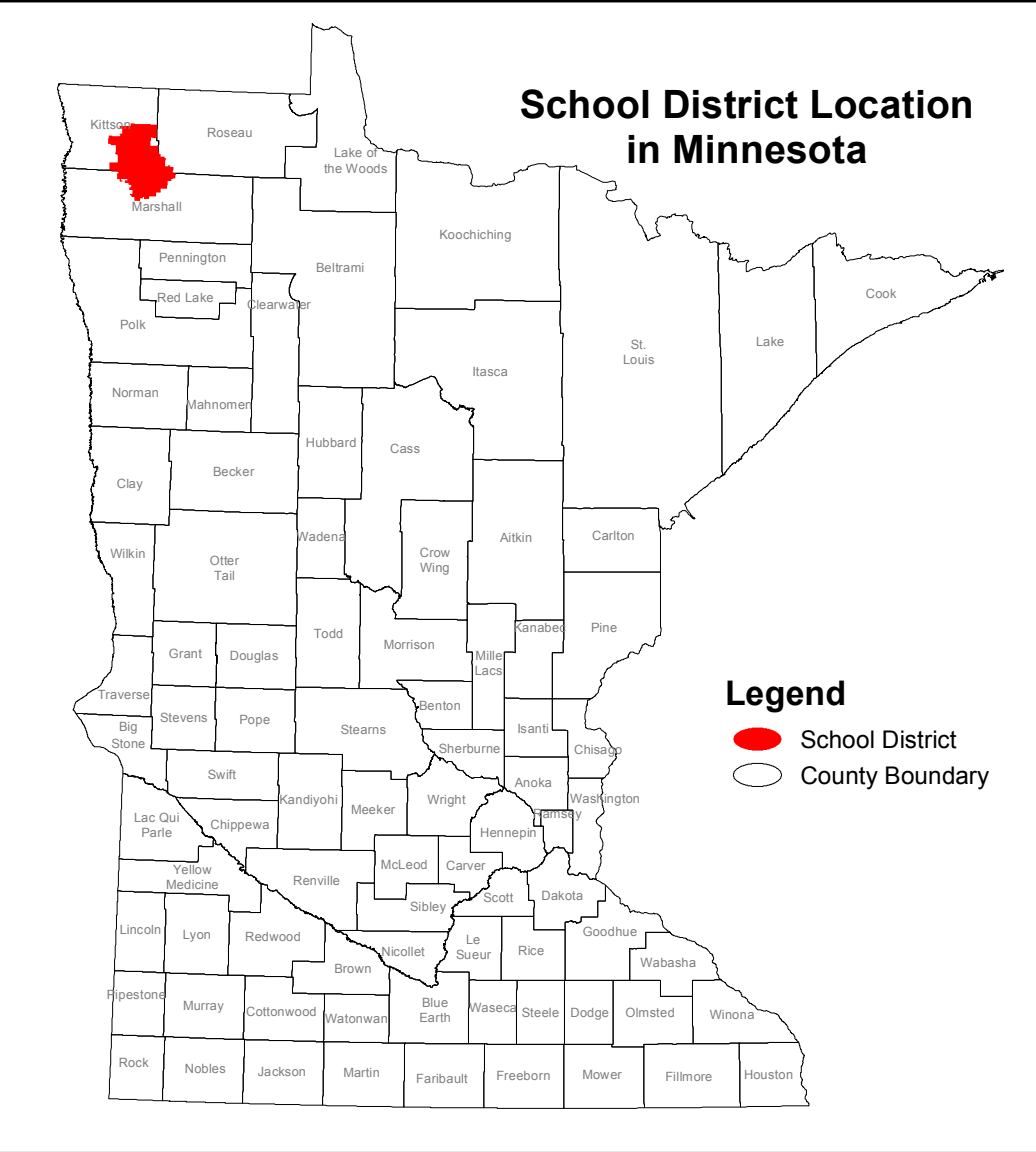 School District Location
in Minnesota
Kittson
Roseau
Lake of
the Woods
Marshall
Koochiching
Pennington
Beltrami
Red Lake
Clearwater
Cook
Polk
St.
Louis
Lake
Itasca
Norman
Mahnomen
Hubbard
Cass
Becker
Clay
Wadena
Aitkin
Carlton
Wilkin
Crow
Wing
Otter
Tail
Kanabec
Pine
Todd
Morrison
Grant
Douglas
Mille
Lacs
Traverse
Legend
Benton
Stevens
Pope
Stearns
Isanti
Big
Stone
Sherburne
Chisago
School District
Swift
County Boundary
Anoka
Kandiyohi
Meeker
Wright
Washington
Ramsey
Lac Qui
Parle
Chippewa
Hennepin
McLeod
Carver
Yellow
Medicine
Renville
Scott
Dakota
Sibley
Lincoln
Lyon
Redwood
Le
Sueur
Rice
Goodhue
Nicollet
Brown
Wabasha
Pipestone
Murray
Cottonwood
Watonwan
Blue
Earth
Waseca
Steele
Dodge
Olmsted
Winona
Rock
Nobles
Jackson
Martin
Faribault
Freeborn
Mower
Fillmore
Houston